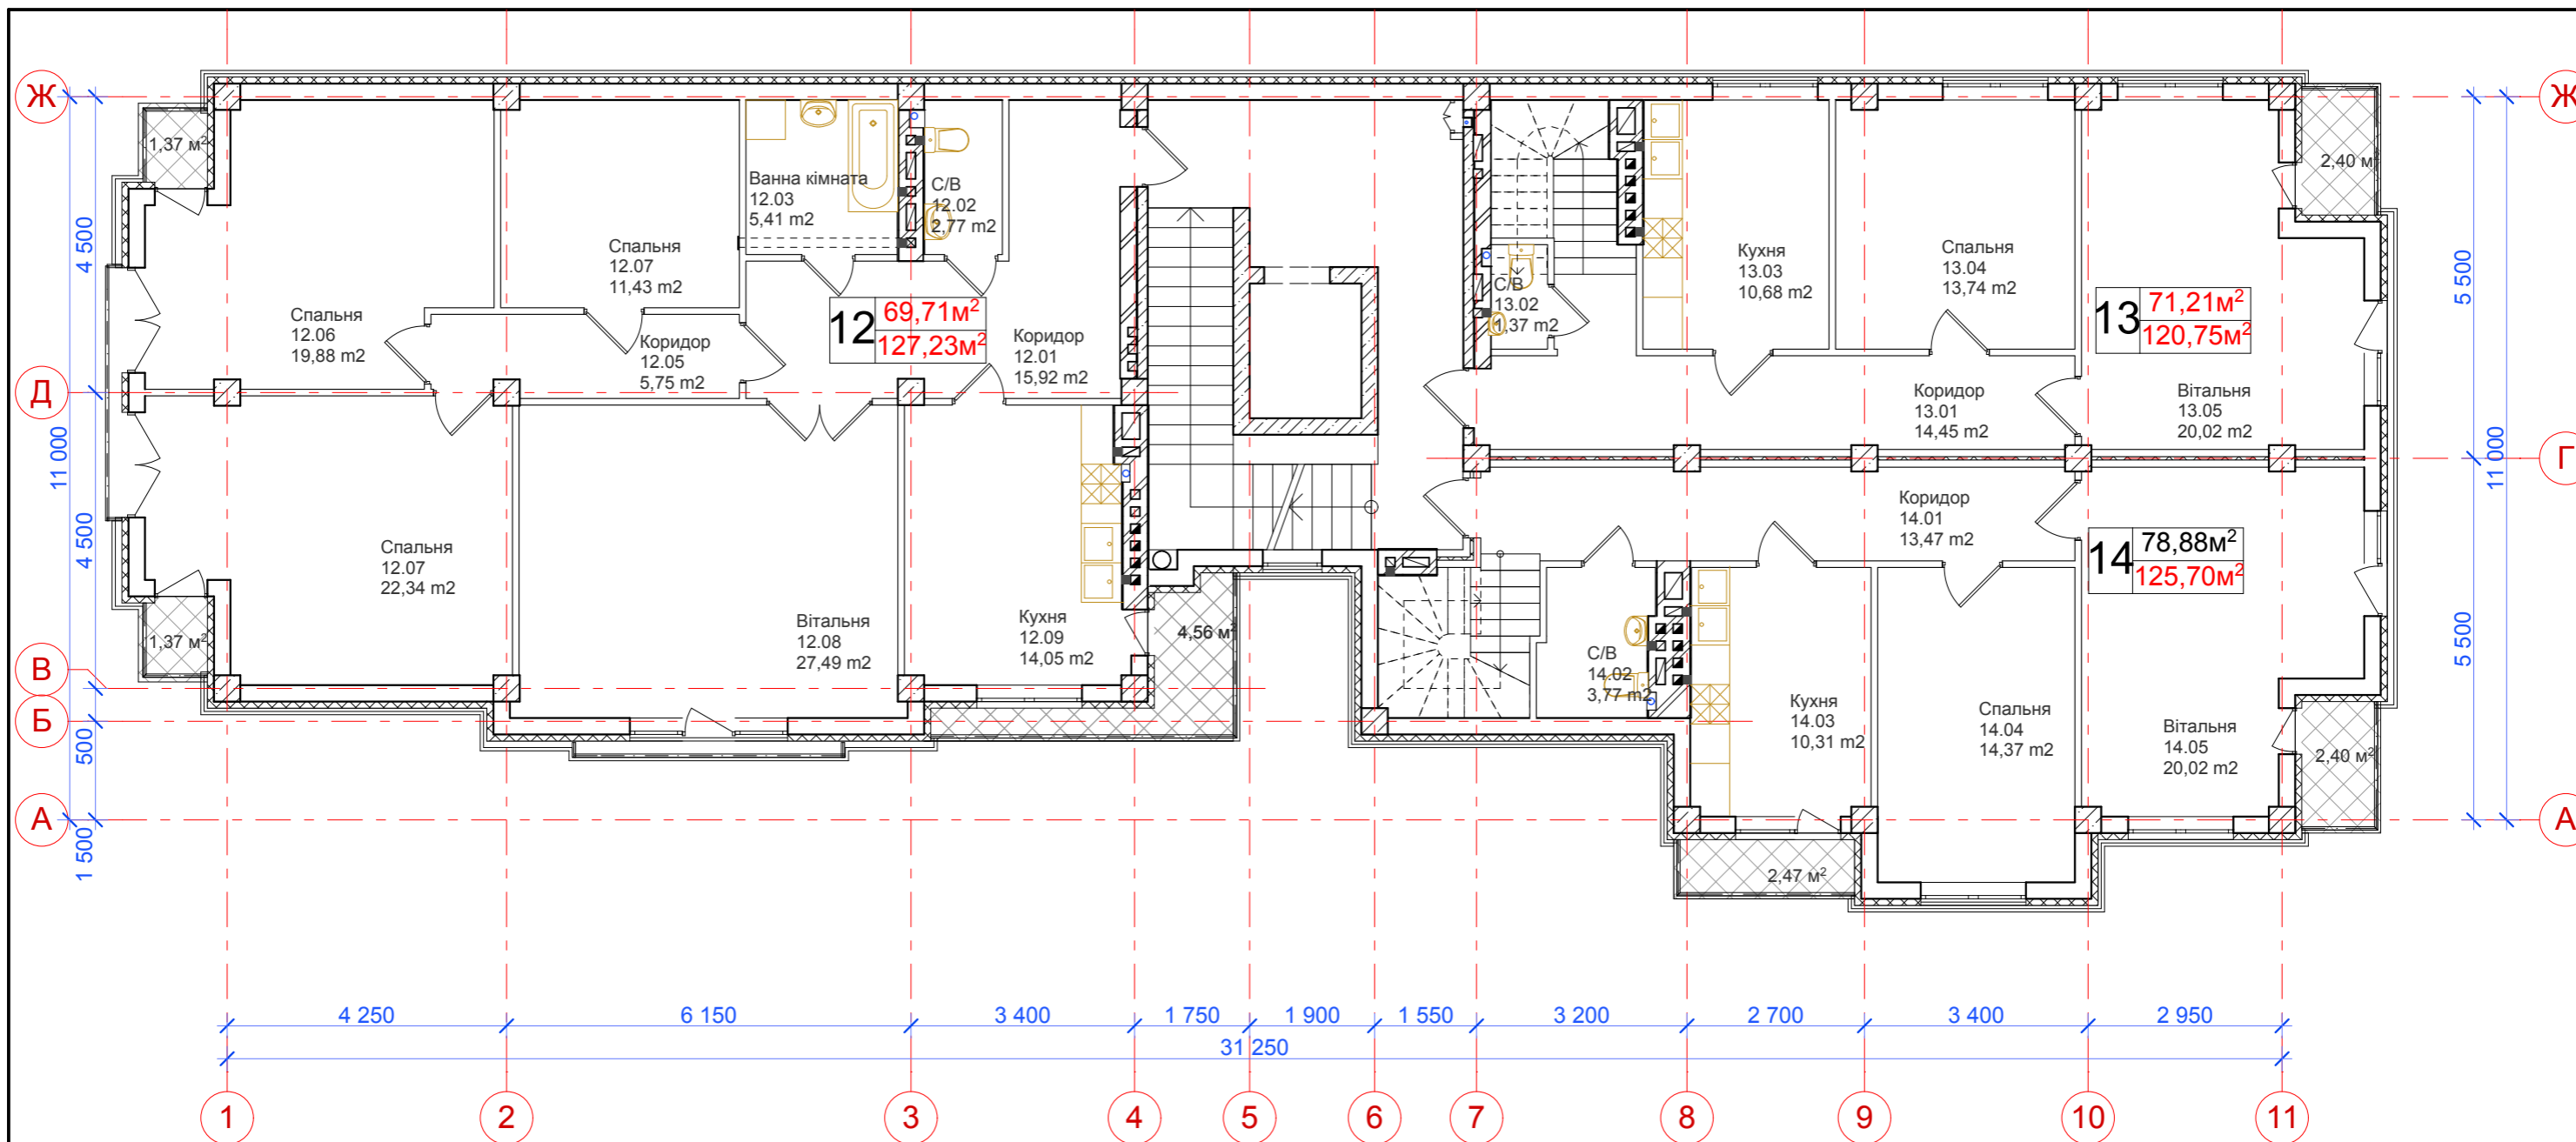 Ж
Ж
1,37 м²
2,40 м²
Ванна кімната
12.03
5,41 m2
С/В
12.02
2,77 m2
4 500
5 500
Спальня
12.07
11,43 m2
Кухня
13.03
10,68 m2
Спальня
13.04
13,74 m2
С/В
13.02
1,37 m2
Спальня
12.06
19,88 m2
Коридор
12.05
5,75 m2
12
69,71м²
127,23м²
Коридор
12.01
15,92 m2
13
71,21м²
120,75м²
Д
Коридор
13.01
14,45 m2
Вітальня
13.05
20,02 m2
11 000
11 000
Г
4 500
Коридор
14.01
13,47 m2
14
78,88м²
125,70м²
Спальня
12.07
22,34 m2
1,37 м²
Вітальня
12.08
27,49 m2
Кухня
12.09
14,05 m2
4,56 м²
С/В
14.02
3,77 m2
5 500
В
Б
Кухня
14.03
10,31 m2
Спальня
14.04
14,37 m2
Вітальня
14.05
20,02 m2
2,40 м²
500
А
А
1 500
2,47 м²
4 250
6 150
3 400
1 750
1 900
1 550
3 200
2 700
3 400
2 950
31 250
1
2
3
4
5
6
7
8
9
10
11